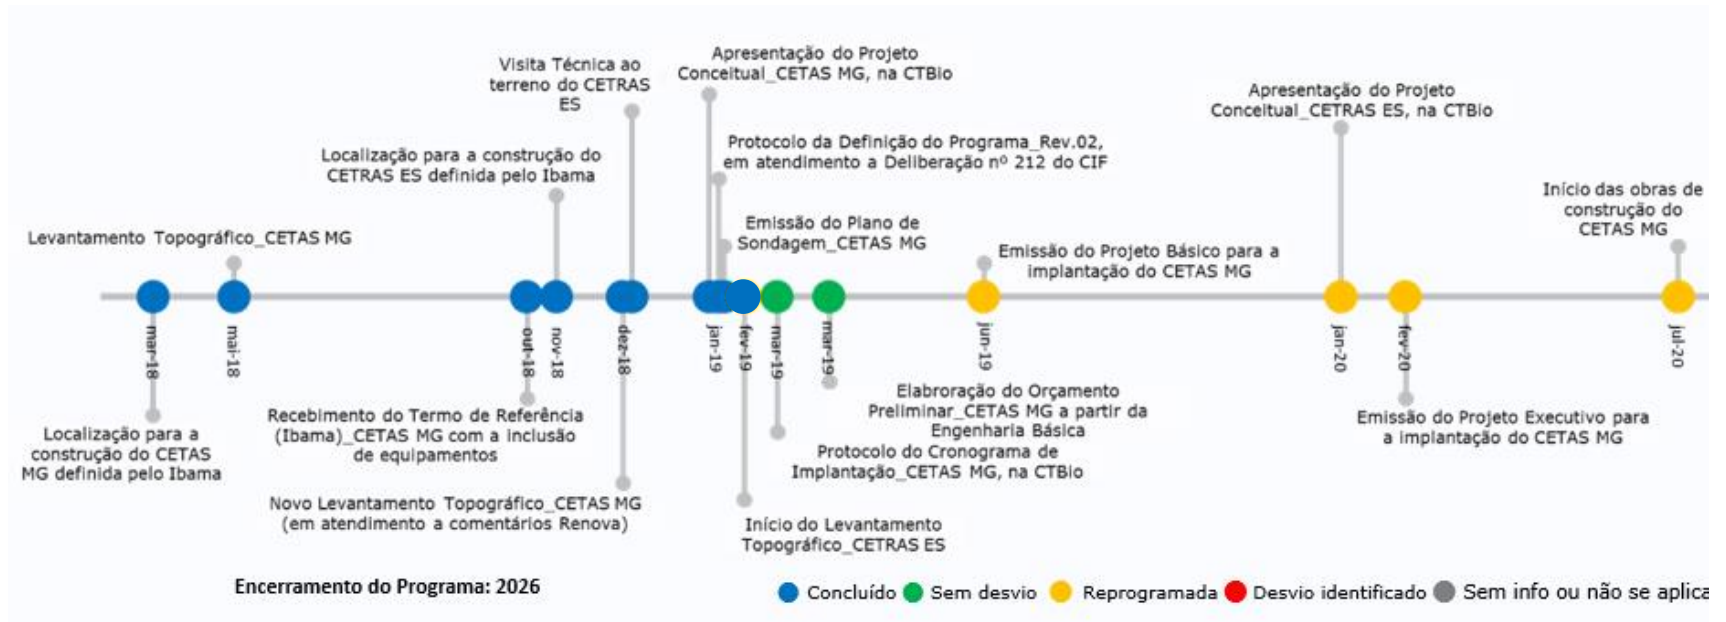 Visita Técnica ao
terreno do CETRAS
ES
Apresentação do Projeto
Conceitual_CETAS MG, na CTBio
Apresentação do Projeto
Conceitual_CETRAS ES, na CTBio
Localização para a construção do
CETRAS ES definida pelo Ibama
Protocolo da Definição do Programa_Rev.02,
em atendimento a Deliberação nº 212 do CIF
Início das obras de
construção do
CETAS MG
Levantamento Topográfico_CETAS MG
Emissão do Plano de
Sondagem_CETAS MG
Emissão do Projeto Básico para a
implantação do CETAS MG
mar-18
mai-18
out-18
nov-18
dez-18
jan-19
fev-19
mar-19
mar-19
jun-19
jan-20
fev-20
jul-20
Localização para a
construção do CETAS
MG definida pelo Ibama
Recebimento do Termo de Referência
(Ibama)_CETAS MG com a inclusão
de equipamentos
Novo Levantamento Topográfico_CETAS MG
(em atendimento a comentários Renova)
Elabroração do Orçamento
Preliminar_CETAS MG a partir da
Engenharia Básica
Protocolo do Cronograma de
Implantação_CETAS MG, na CTBio
Início do Levantamento
Topográfico_CETRAS ES
Emissão do Projeto Executivo para
a implantação do CETAS MG
Encerramento do Programa: 2026
Concluído
Sem desvio
Reprogramada
Desvio identificado
Sem info ou não se aplica